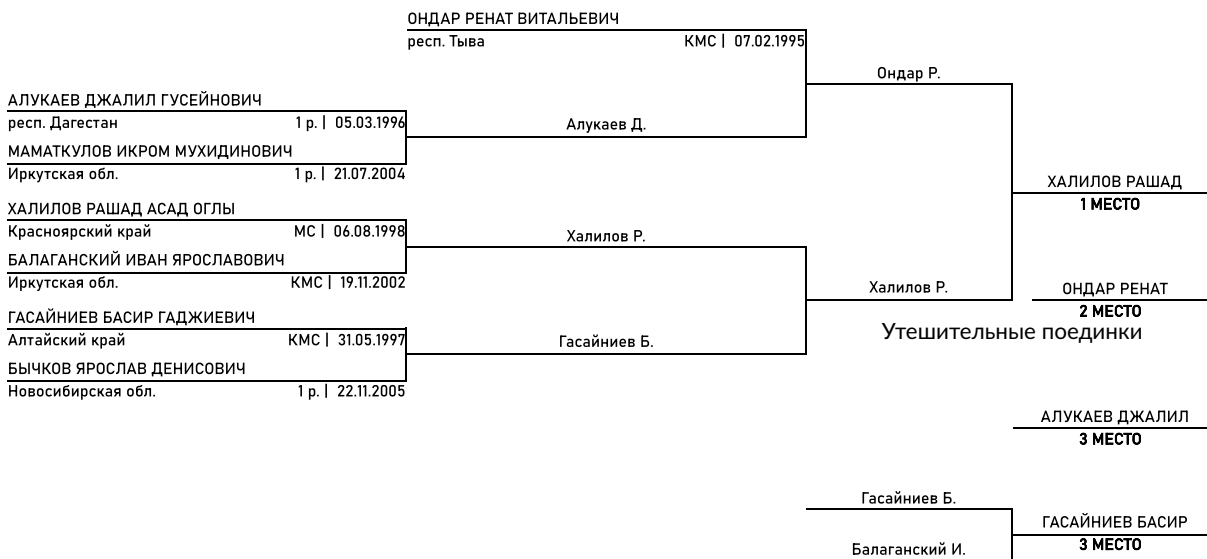 ОНДАР РЕНАТ ВИТАЛЬЕВИЧ
респ. Тыва КМС | 07.02.1995
Ондар Р.
АЛУКАЕВ ДЖАЛИЛ ГУСЕЙНОВИЧ
респ. Дагестан 1 р. | 05.03.1996
Алукаев Д.
МАМАТКУЛОВ ИКРОМ МУХИДИНОВИЧ
Иркутская обл. 1 р. | 21.07.2004
ХАЛИЛОВ РАШАД
1 МЕСТО
ХАЛИЛОВ РАШАД АСАД ОГЛЫ
Красноярский край МС | 06.08.1998
Халилов Р.
БАЛАГАНСКИЙ ИВАН ЯРОСЛАВОВИЧ
Иркутская обл. КМС | 19.11.2002
Халилов Р.
ОНДАР РЕНАТ
2 МЕСТО
ГАСАЙНИЕВ БАСИР ГАДЖИЕВИЧ
Алтайский край КМС | 31.05.1997
Утешительные поединки
Гасайниев Б.
БЫЧКОВ ЯРОСЛАВ ДЕНИСОВИЧ
Новосибирская обл. 1 р. | 22.11.2005
АЛУКАЕВ ДЖАЛИЛ
3 МЕСТО
Гасайниев Б.
ГАСАЙНИЕВ БАСИР
3 МЕСТО
Балаганский И.